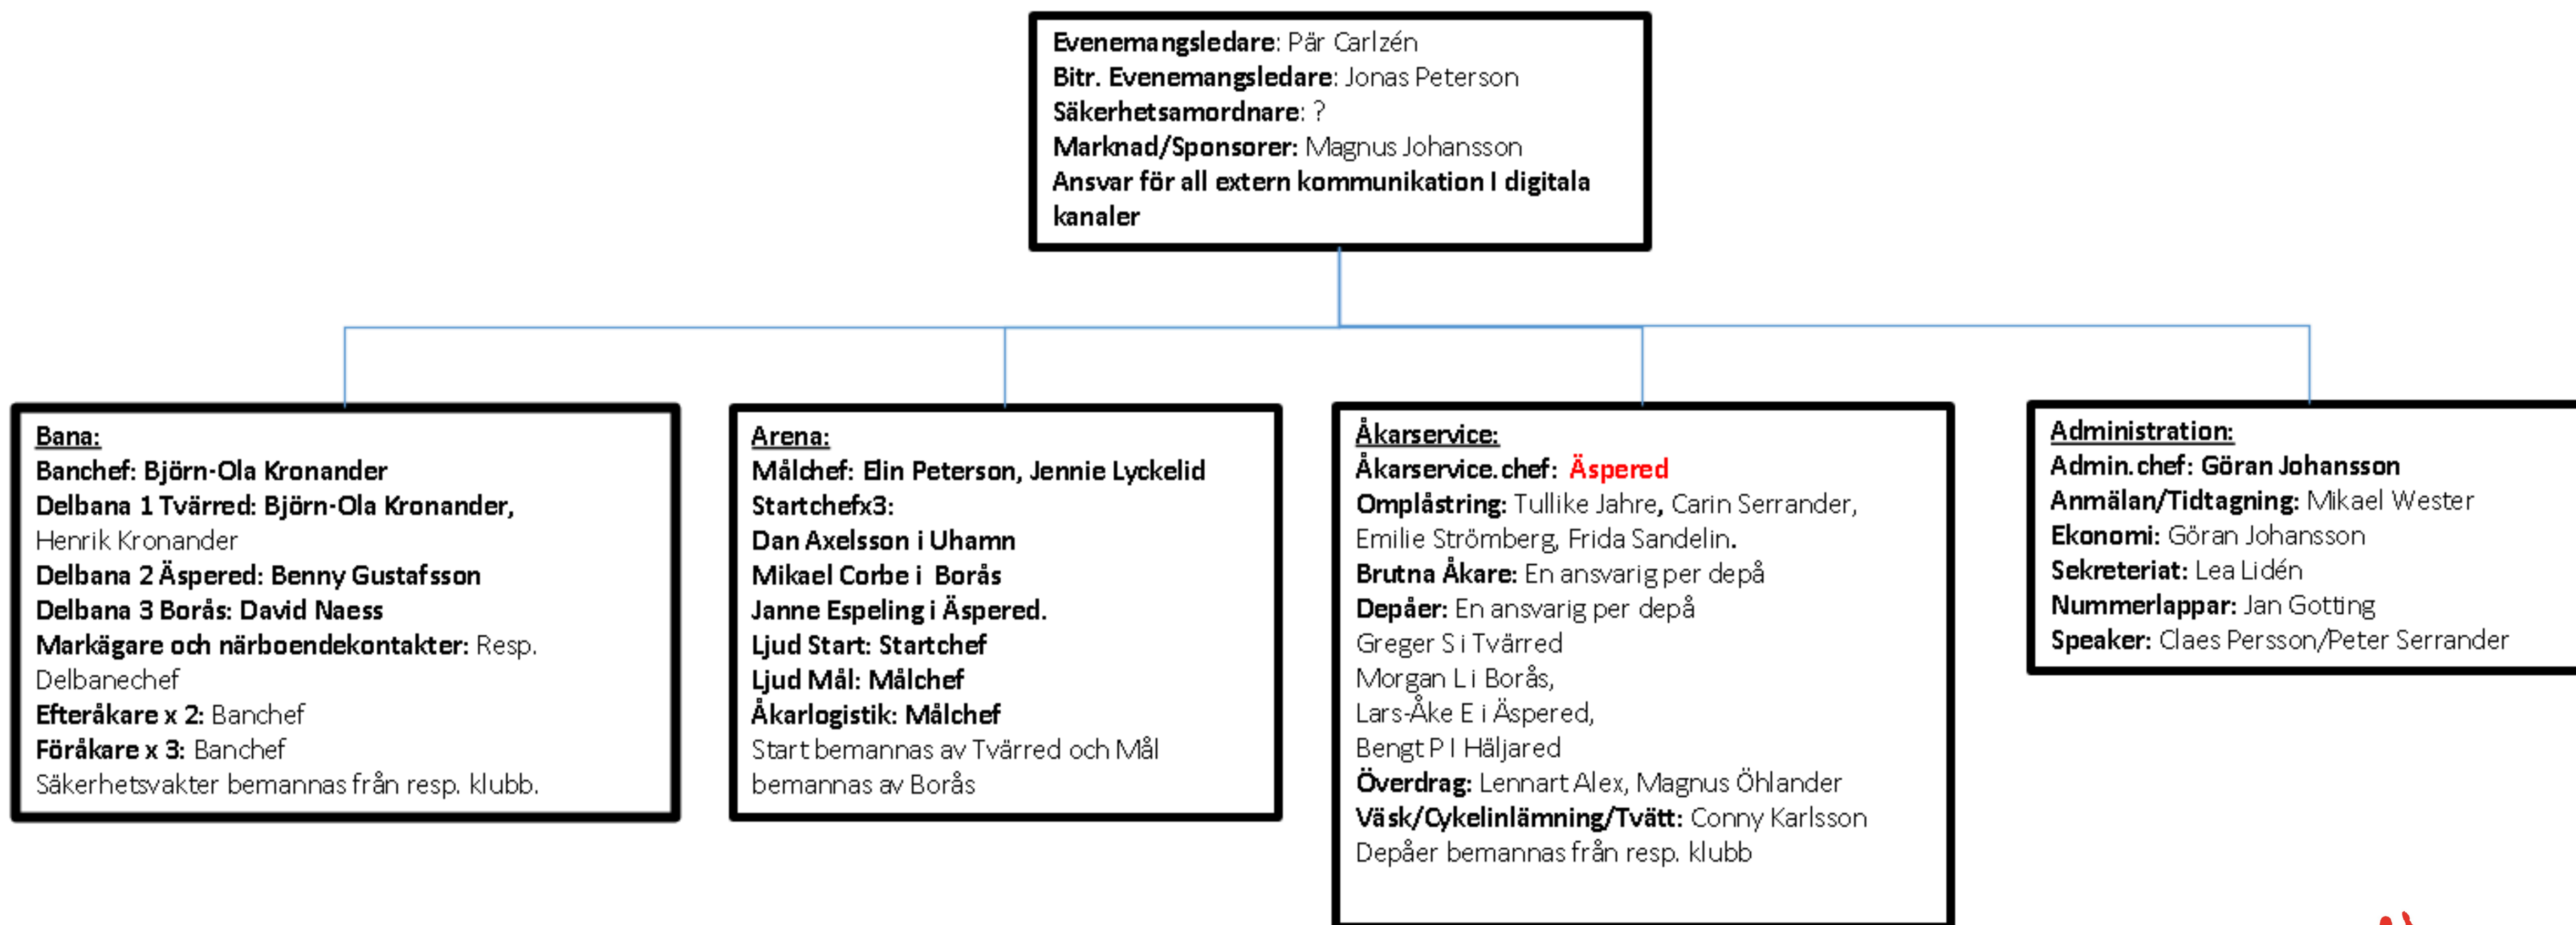 Evenemangsledare: Pär Carlzén
Bitr. Evenemangsledare: Jonas Peterson
Säkerhetsamordnare: ?
Marknad/Sponsorer: Magnus Johansson
Ansvar för all extern kommunikation I digitala
kanaler
Bana:
Banchef: Björn-Ola Kronander
Delbana 1 Tvärred: Björn-Ola Kronander,
Henrik Kronander
Delbana 2 Äspered: Benny Gustafsson
Delbana 3 Borås: David Naess
Markägare och närboendekontakter: Resp.
Delbanechef
Efteråkare x 2: Banchef
Föråkare x 3: Banchef
Säkerhetsvakter bemannas från resp. klubb.
Arena:
Målchef: Elin Peterson, Jennie Lyckelid
Startchefx3:
Dan Axelsson i Uhamn
Mikael Corbe i Borås
Janne Espeling i Äspered.
Ljud Start: Startchef
Ljud Mål: Målchef
Åkarlogistik: Målchef
Start bemannas av Tvärred och Mål
bemannas av Borås
Åkarservice:
Åkarservice.chef: Äspered
Omplåstring: Tullike Jahre, Carin Serrander,
Emilie Strömberg, Frida Sandelin.
Brutna Åkare: En ansvarig per depå
Depåer: En ansvarig per depå
Greger S i Tvärred
Morgan L i Borås,
Lars-Åke E i Äspered,
Bengt P I Häljared
Överdrag: Lennart Alex, Magnus Öhlander
Väsk/Cykelinlämning/Tvätt: Conny Karlsson
Depåer bemannas från resp. klubb
Administration:
Admin.chef: Göran Johansson
Anmälan/Tidtagning: Mikael Wester
Ekonomi: Göran Johansson
Sekreteriat: Lea Lidén
Nummerlappar: Jan Gotting
Speaker: Claes Persson/Peter Serrander